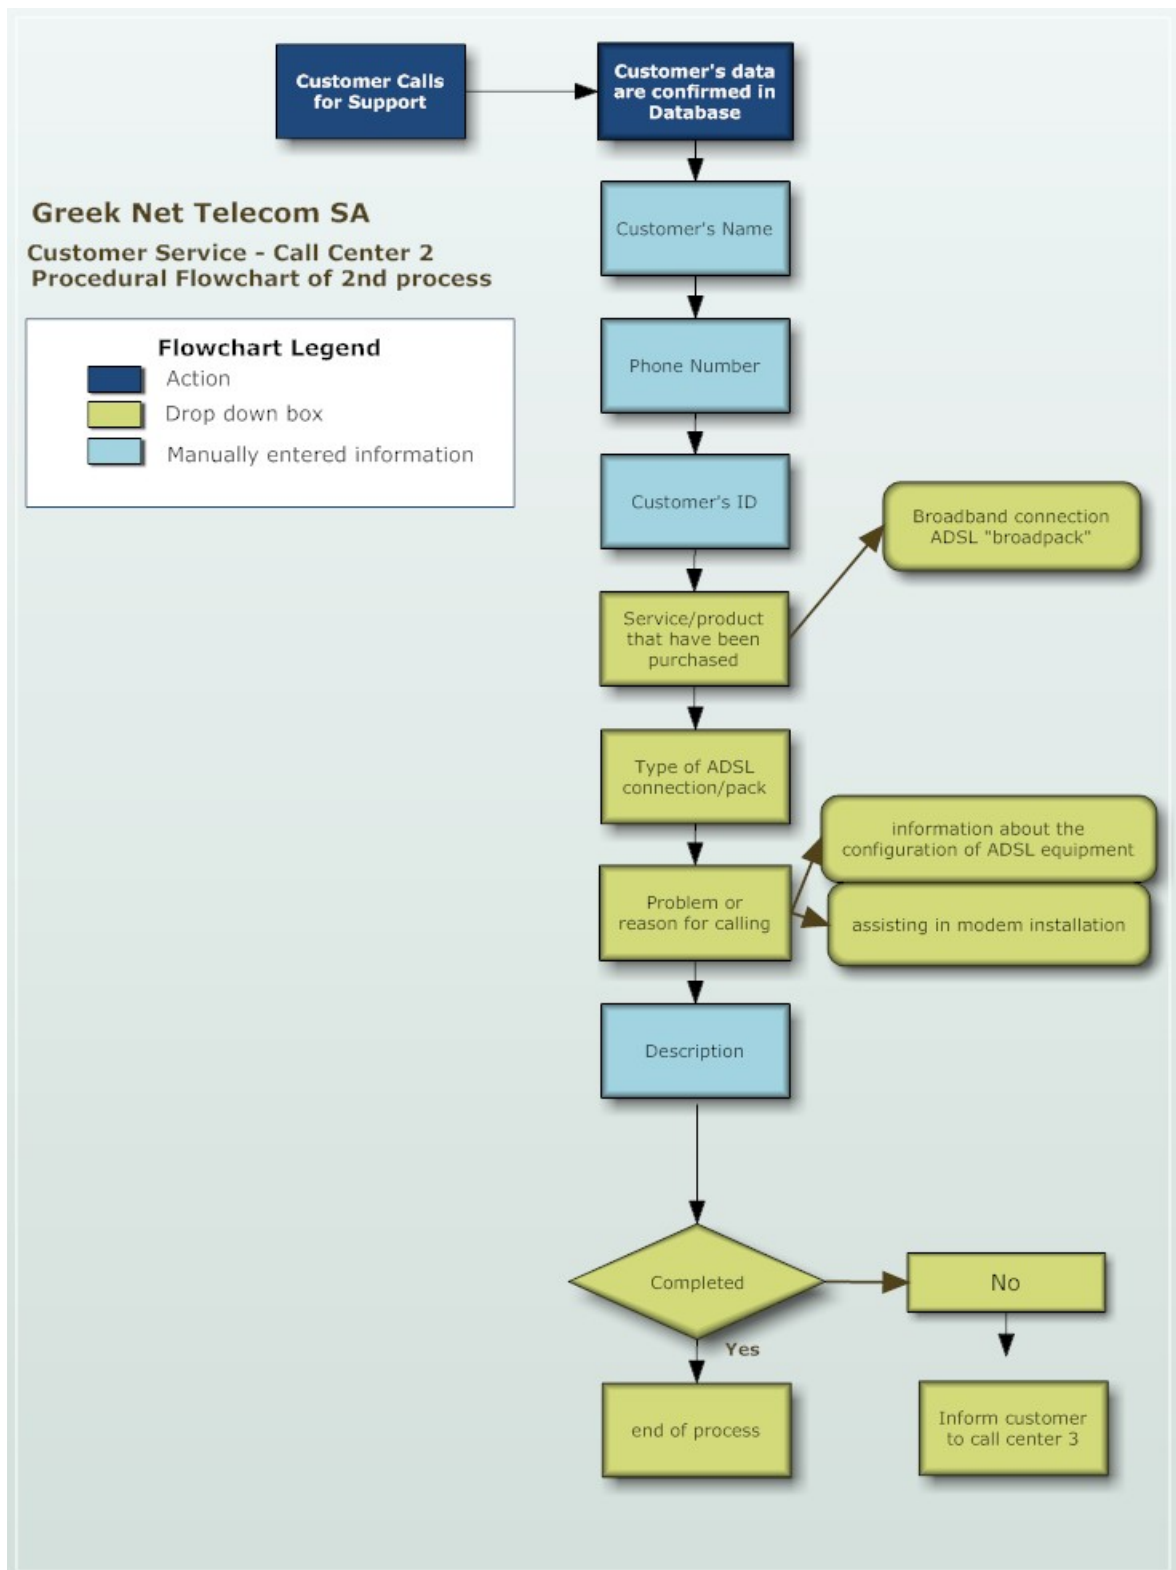 Customer Calls
for Support
Customer's data
are confirmed in
Database
Greek Net Telecom SA
Customer Service - Call Center 2
Procedural Flowchart of 2nd process
Flowchart Legend
Action
Drop down box
Manually entered information
Customer's Name
Phone Number
Customer's ID
Service/product
that have been
purchased
Broadband connection
ADSL "broadpack"
Type of ADSL
connection/pack
Problem or
reason for calling
information about the
configuration of ADSL equipment
assisting in modem installation
Description
Completed
No
Yes
end of process
Inform customer
to call center 3